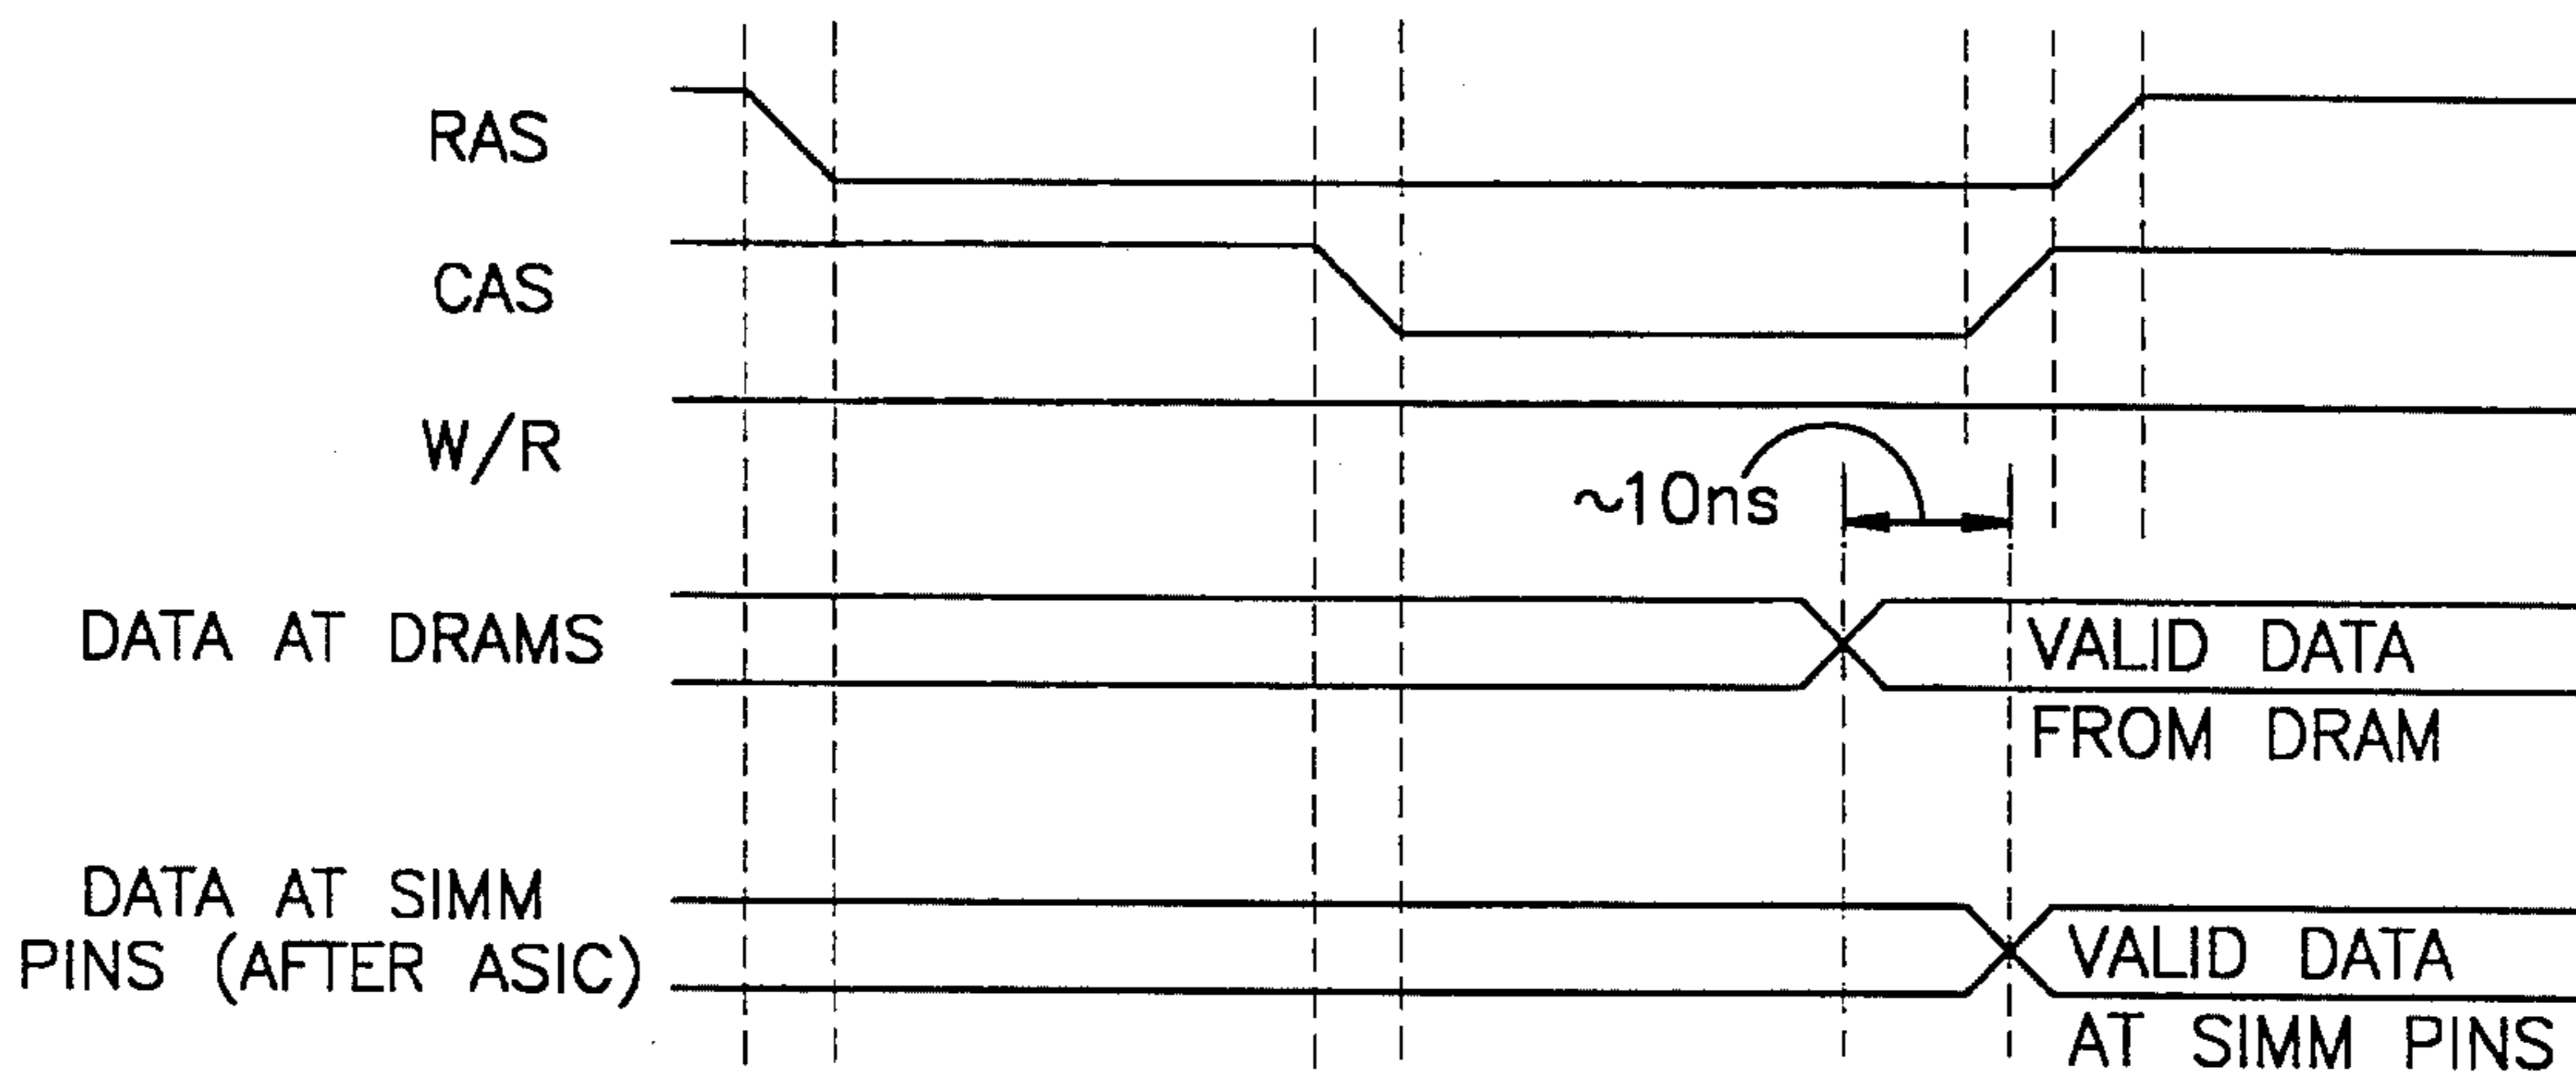 RAS
CAS
W/R
~10ns
DATA AT DRAMS
VALID DATA
FROM DRAM
DATA AT SIMM
PINS (AFTER ASIC)
VALID DATA
AT SIMM PINS